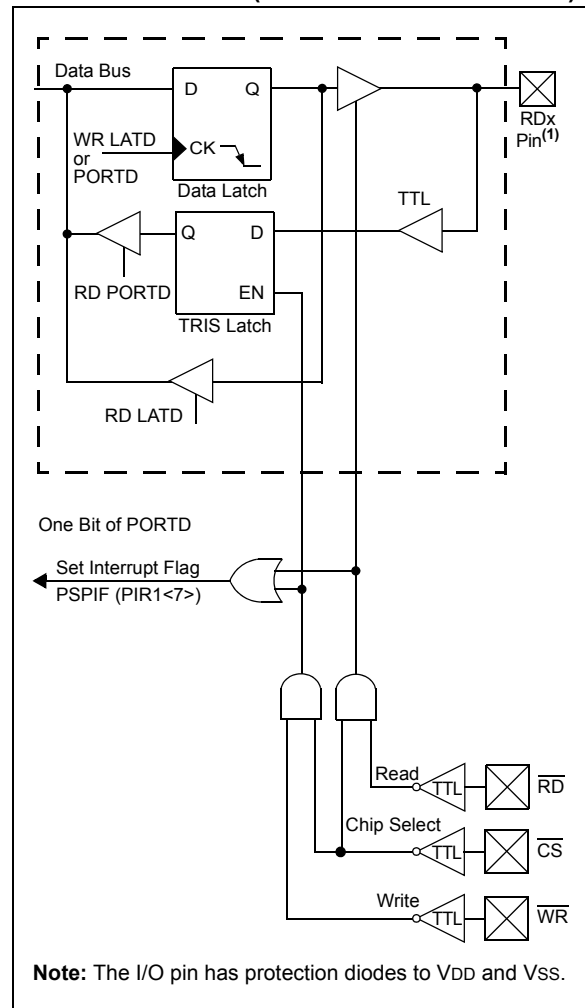 Data Bus
D Q
WR LATD
or
PORTD
CK
Data Latch
RDx
Pin(1)
TTL
Q D
RD PORTD
EN
TRIS Latch
RD LATD
One Bit of PORTD
Set Interrupt Flag
PSPIF (PIR1<7>)
Read
TTL
RD
Chip Select
TTL
CS
Write
TTL
WR
Note: The I/O pin has protection diodes to VDD and VSS.